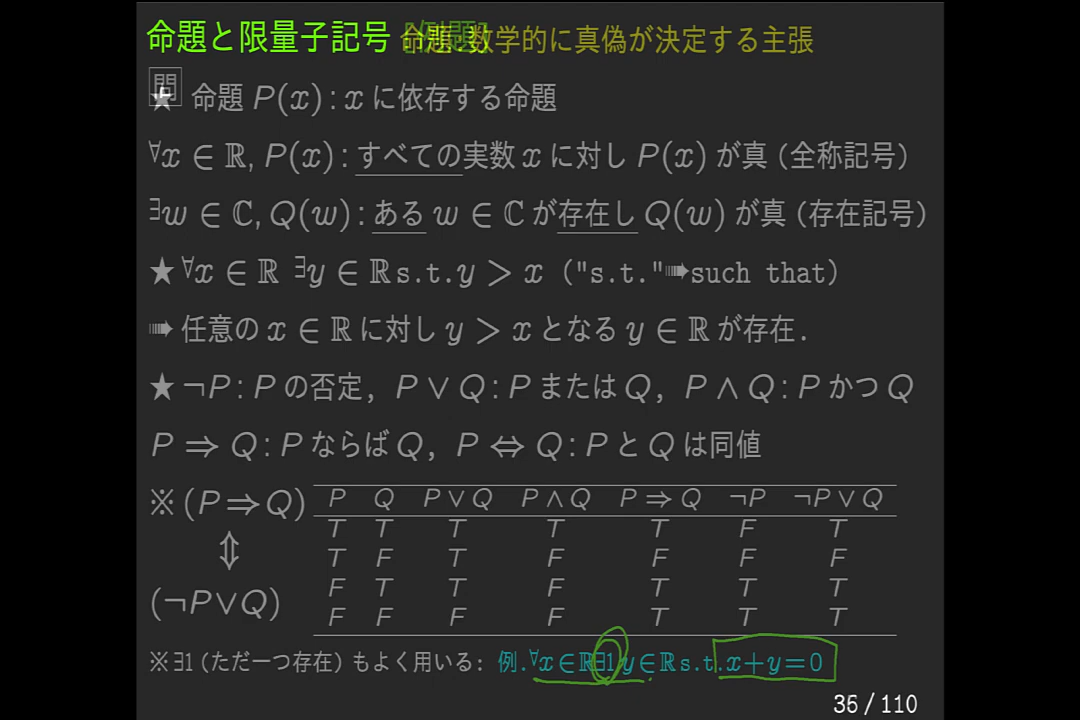 命題と限量子記号 命題:数学的に真偽が決定する主張
問
★ 命題 P(x) : x に依存する命題
∀x ∈ ℝ, P(x) : すべての実数 x に対し P(x) が真 (全称記号)
∃w ∈ ℂ, Q(w) : ある w ∈ ℂ が存在し Q(w) が真 (存在記号)
★ ∀x ∈ ℝ ∃y ∈ ℝ s.t. y > x ("s.t."➠such that)
➠ 任意の x ∈ ℝ に対し y > x となる y ∈ ℝ が存在.
★ ¬P : P の否定, P ∨ Q : P または Q, P ∧ Q : P かつ Q
P ⇒ Q : P ならば Q, P ⇔ Q : P と Q は同値
※ (P⇒Q)
⇕
(¬P∨Q)
P Q P ∨ Q P ∧ Q P ⇒ Q ¬P ¬P ∨ Q
T T T T T F T
T F T F F F F
F T T F T T T
F F F F T T T
※ ∃1 (ただ一つ存在) もよく用いる: 例. ∀x∈ℝ ∃1 y∈ℝ s.t. x+y=0
36 / 110